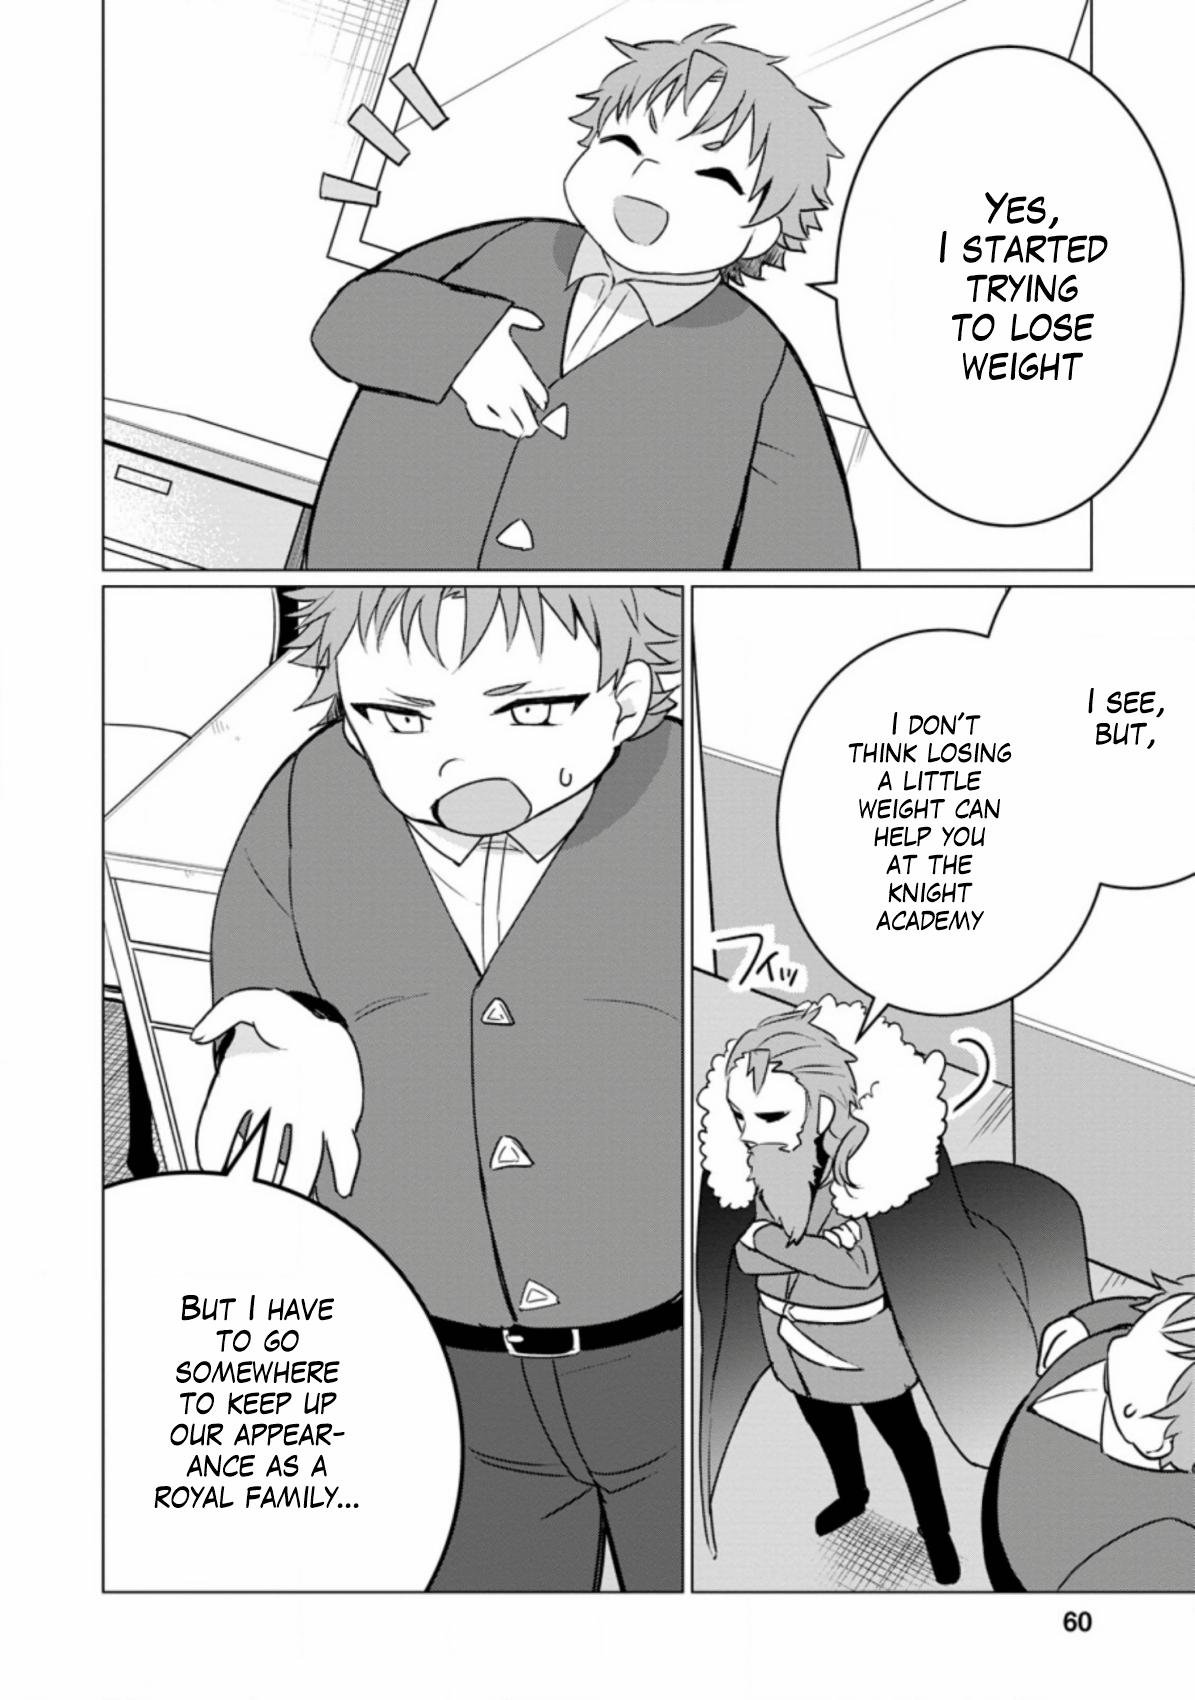 YES,
I STARTED
TRYING
TO LOSE
WEIGHT
I SEE,
BUT,
I DON'T
THINK LOSING
A LITTLE
WEIGHT CAN
HELP YOU
AT THE
KNIGHT
ACADEMY
フイッ
BUT I HAVE
TO GO
SOMEWHERE
TO KEEP UP
OUR APPEAR-
ANCE AS A
ROYAL FAMILY...
60